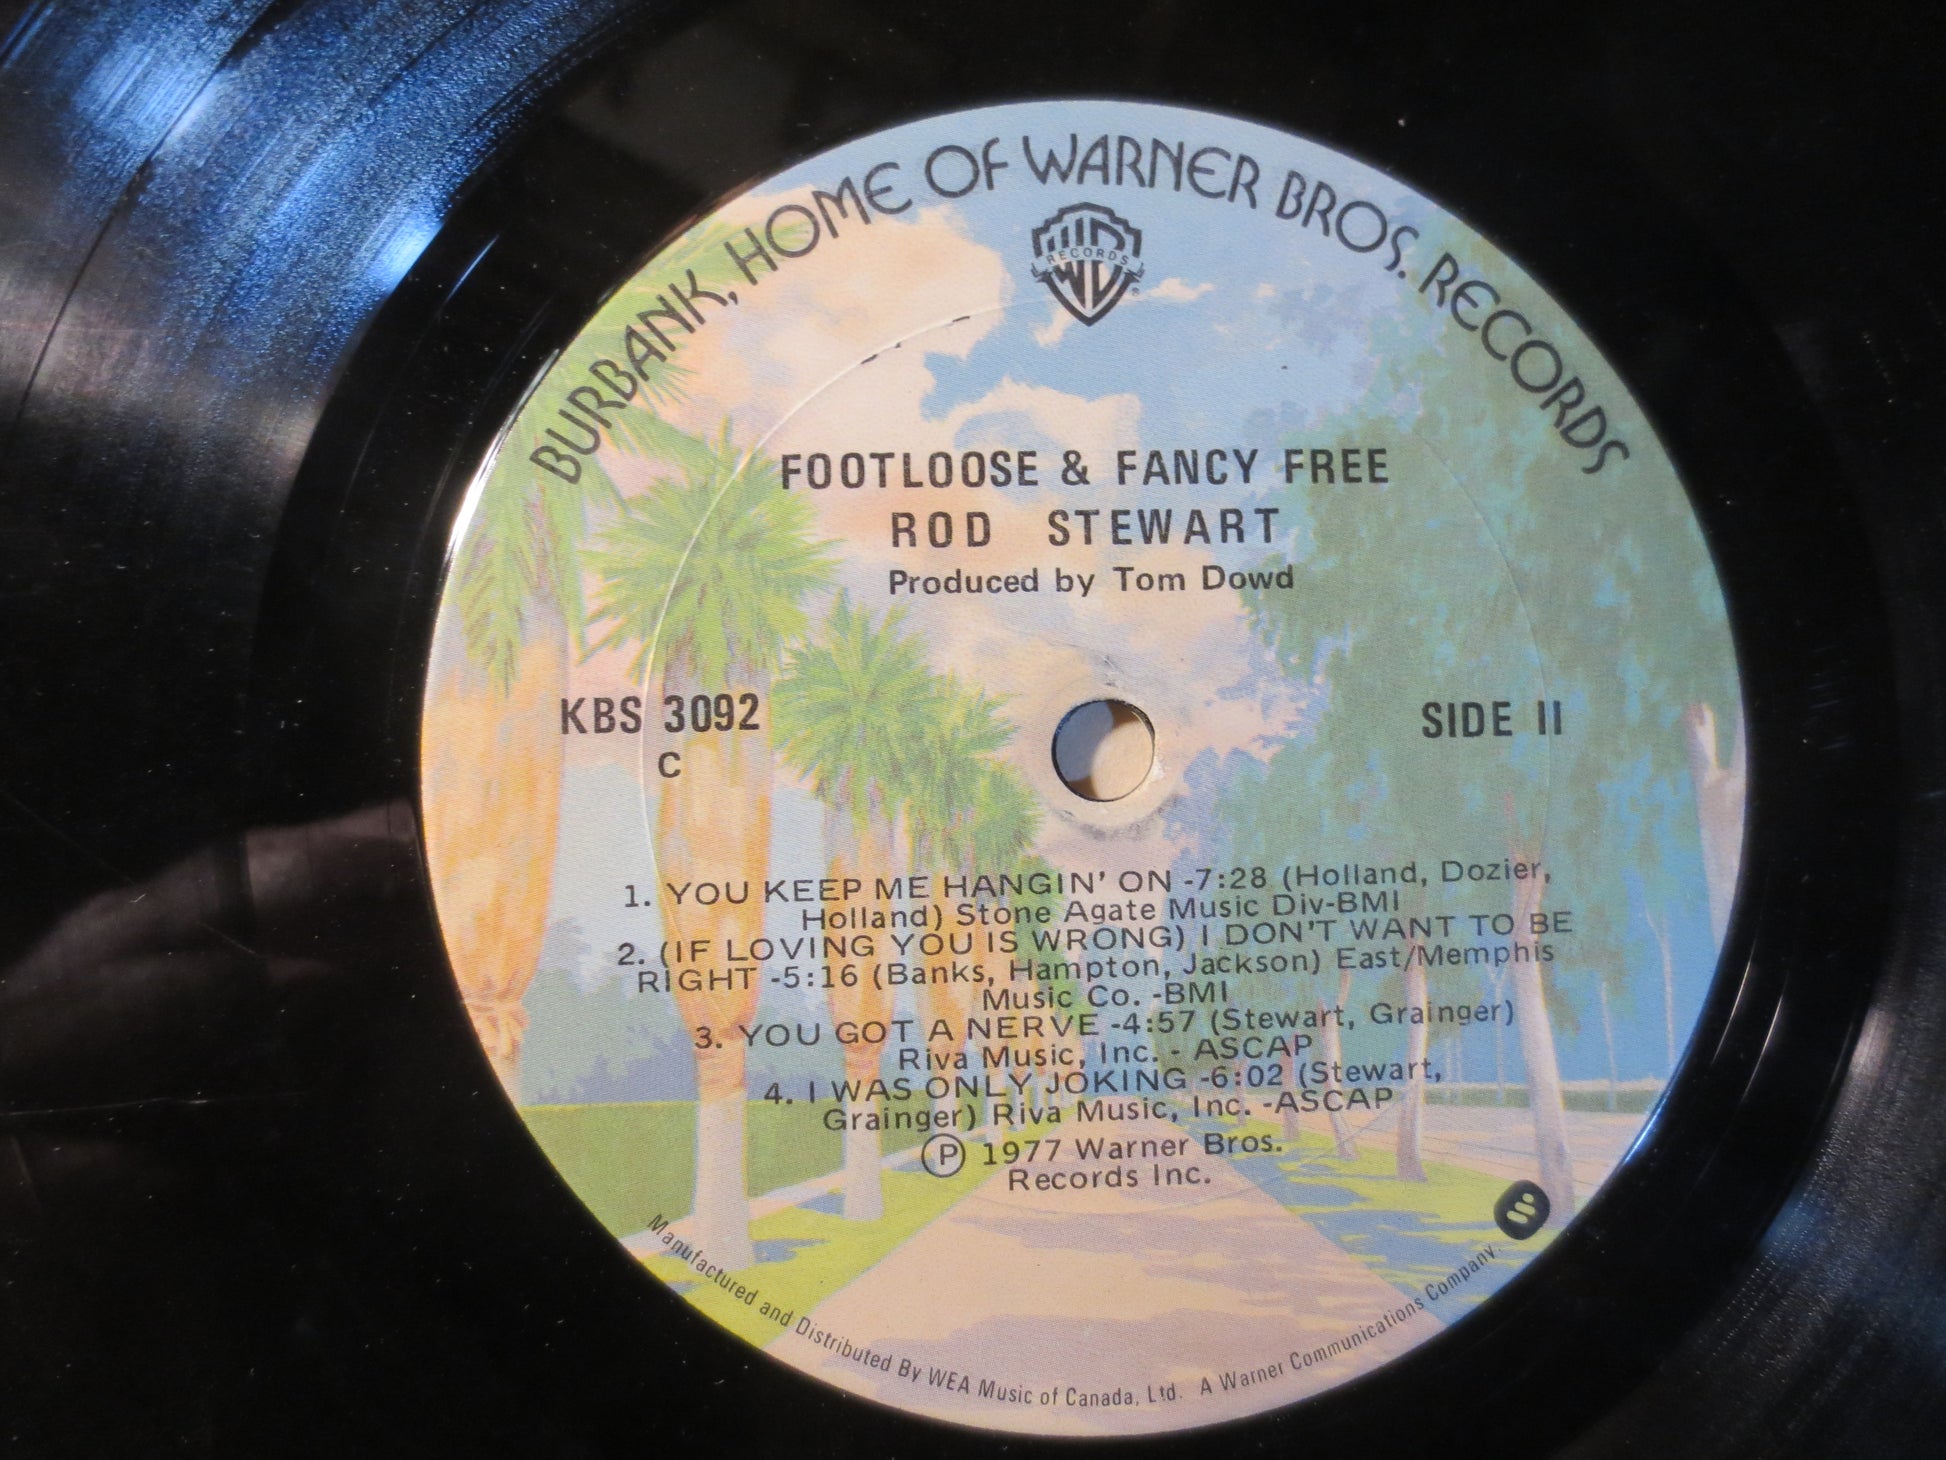 BURBANK, HOME OF WARNER BROS. RECORDS
RECORDS
FOOTLOOSE & FANCY FREE
ROD STEWART
Produced by Tom Dowd
KBS 3092
C
SIDE II
1. YOU KEEP ME HANGIN' ON -7:28 (Holland, Dozier,
Holland) Stone Agate Music Div-BMI
2. (IF LOVING YOU IS WRONG) I DON'T WANT TO BE
RIGHT -5:16 (Banks, Hampton, Jackson) East/Memphis
Music Co. -BMI
3. YOU GOT A NERVE -4:57 (Stewart, Grainger)
Riva Music, Inc. - ASCAP
4. I WAS ONLY JOKING -6:02 (Stewart,
Grainger) Riva Music, Inc. -ASCAP
Ⓟ 1977 Warner Bros.
Records Inc.
Manufactured and Distributed By WEA Music of Canada, Ltd. A Warner Communications Company.